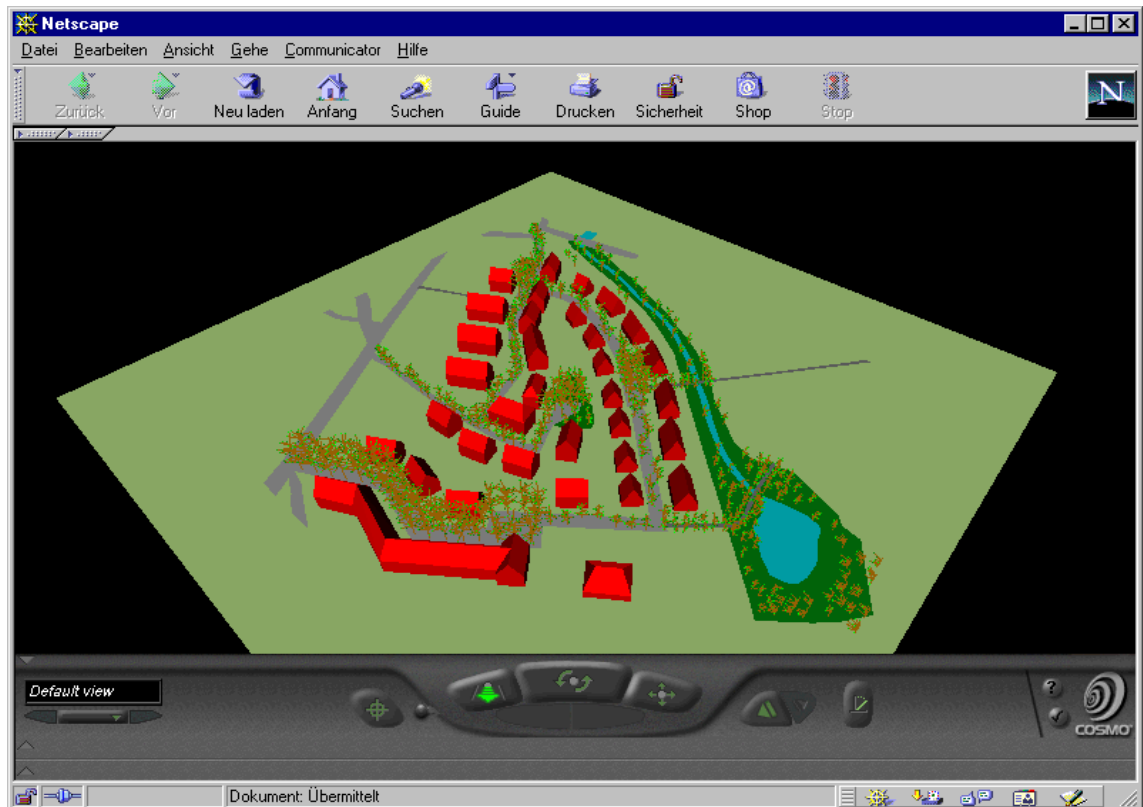 Netscape
Datei Bearbeiten Ansicht Gehe Communicator Hilfe
Zurück Vor Neu laden Anfang Suchen Guide Drucken Sicherheit Shop Stop
N
Default view
?
COSMO
Dokument: Übermittelt